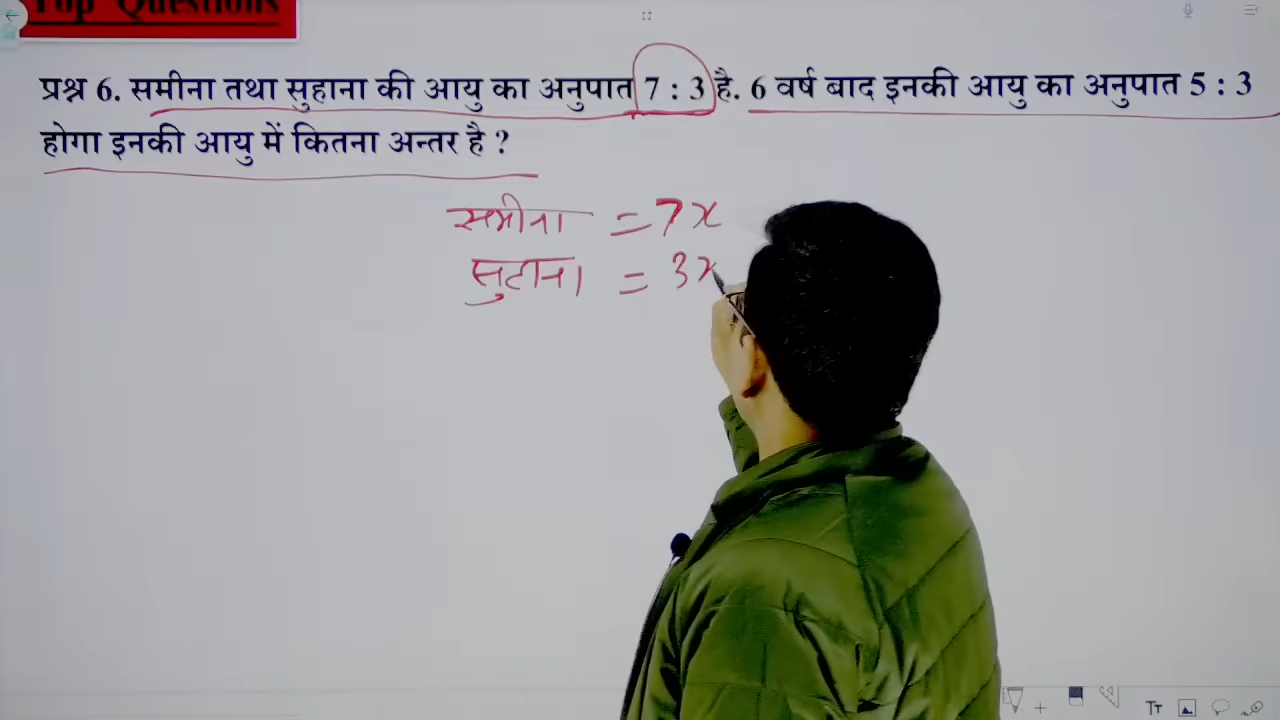 Top Questions
प्रश्न 6. समीना तथा सुहाना की आयु का अनुपात 7 : 3 है. 6 वर्ष बाद इनकी आयु का अनुपात 5 : 3
होगा इनकी आयु में कितना अन्तर है ?
समीना = 7x
सुहाना = 3x
TT